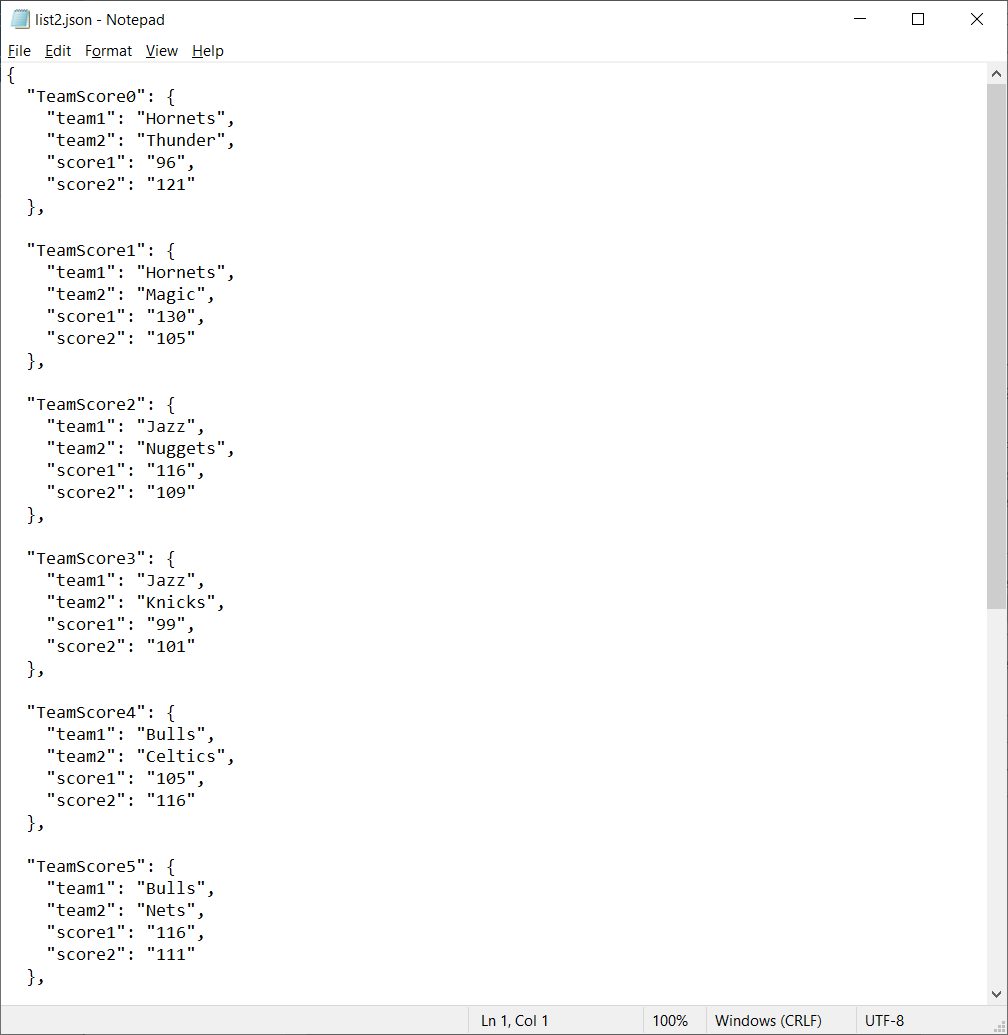 list2.json - Notepad
File Edit Format View Help
{
  "TeamScore0": {
    "team1": "Hornets",
    "team2": "Thunder",
    "score1": "96",
    "score2": "121"
  },

  "TeamScore1": {
    "team1": "Hornets",
    "team2": "Magic",
    "score1": "130",
    "score2": "105"
  },

  "TeamScore2": {
    "team1": "Jazz",
    "team2": "Nuggets",
    "score1": "116",
    "score2": "109"
  },

  "TeamScore3": {
    "team1": "Jazz",
    "team2": "Knicks",
    "score1": "99",
    "score2": "101"
  },

  "TeamScore4": {
    "team1": "Bulls",
    "team2": "Celtics",
    "score1": "105",
    "score2": "116"
  },

  "TeamScore5": {
    "team1": "Bulls",
    "team2": "Nets",
    "score1": "116",
    "score2": "111"
  },
Ln 1, Col 1 100% Windows (CRLF) UTF-8